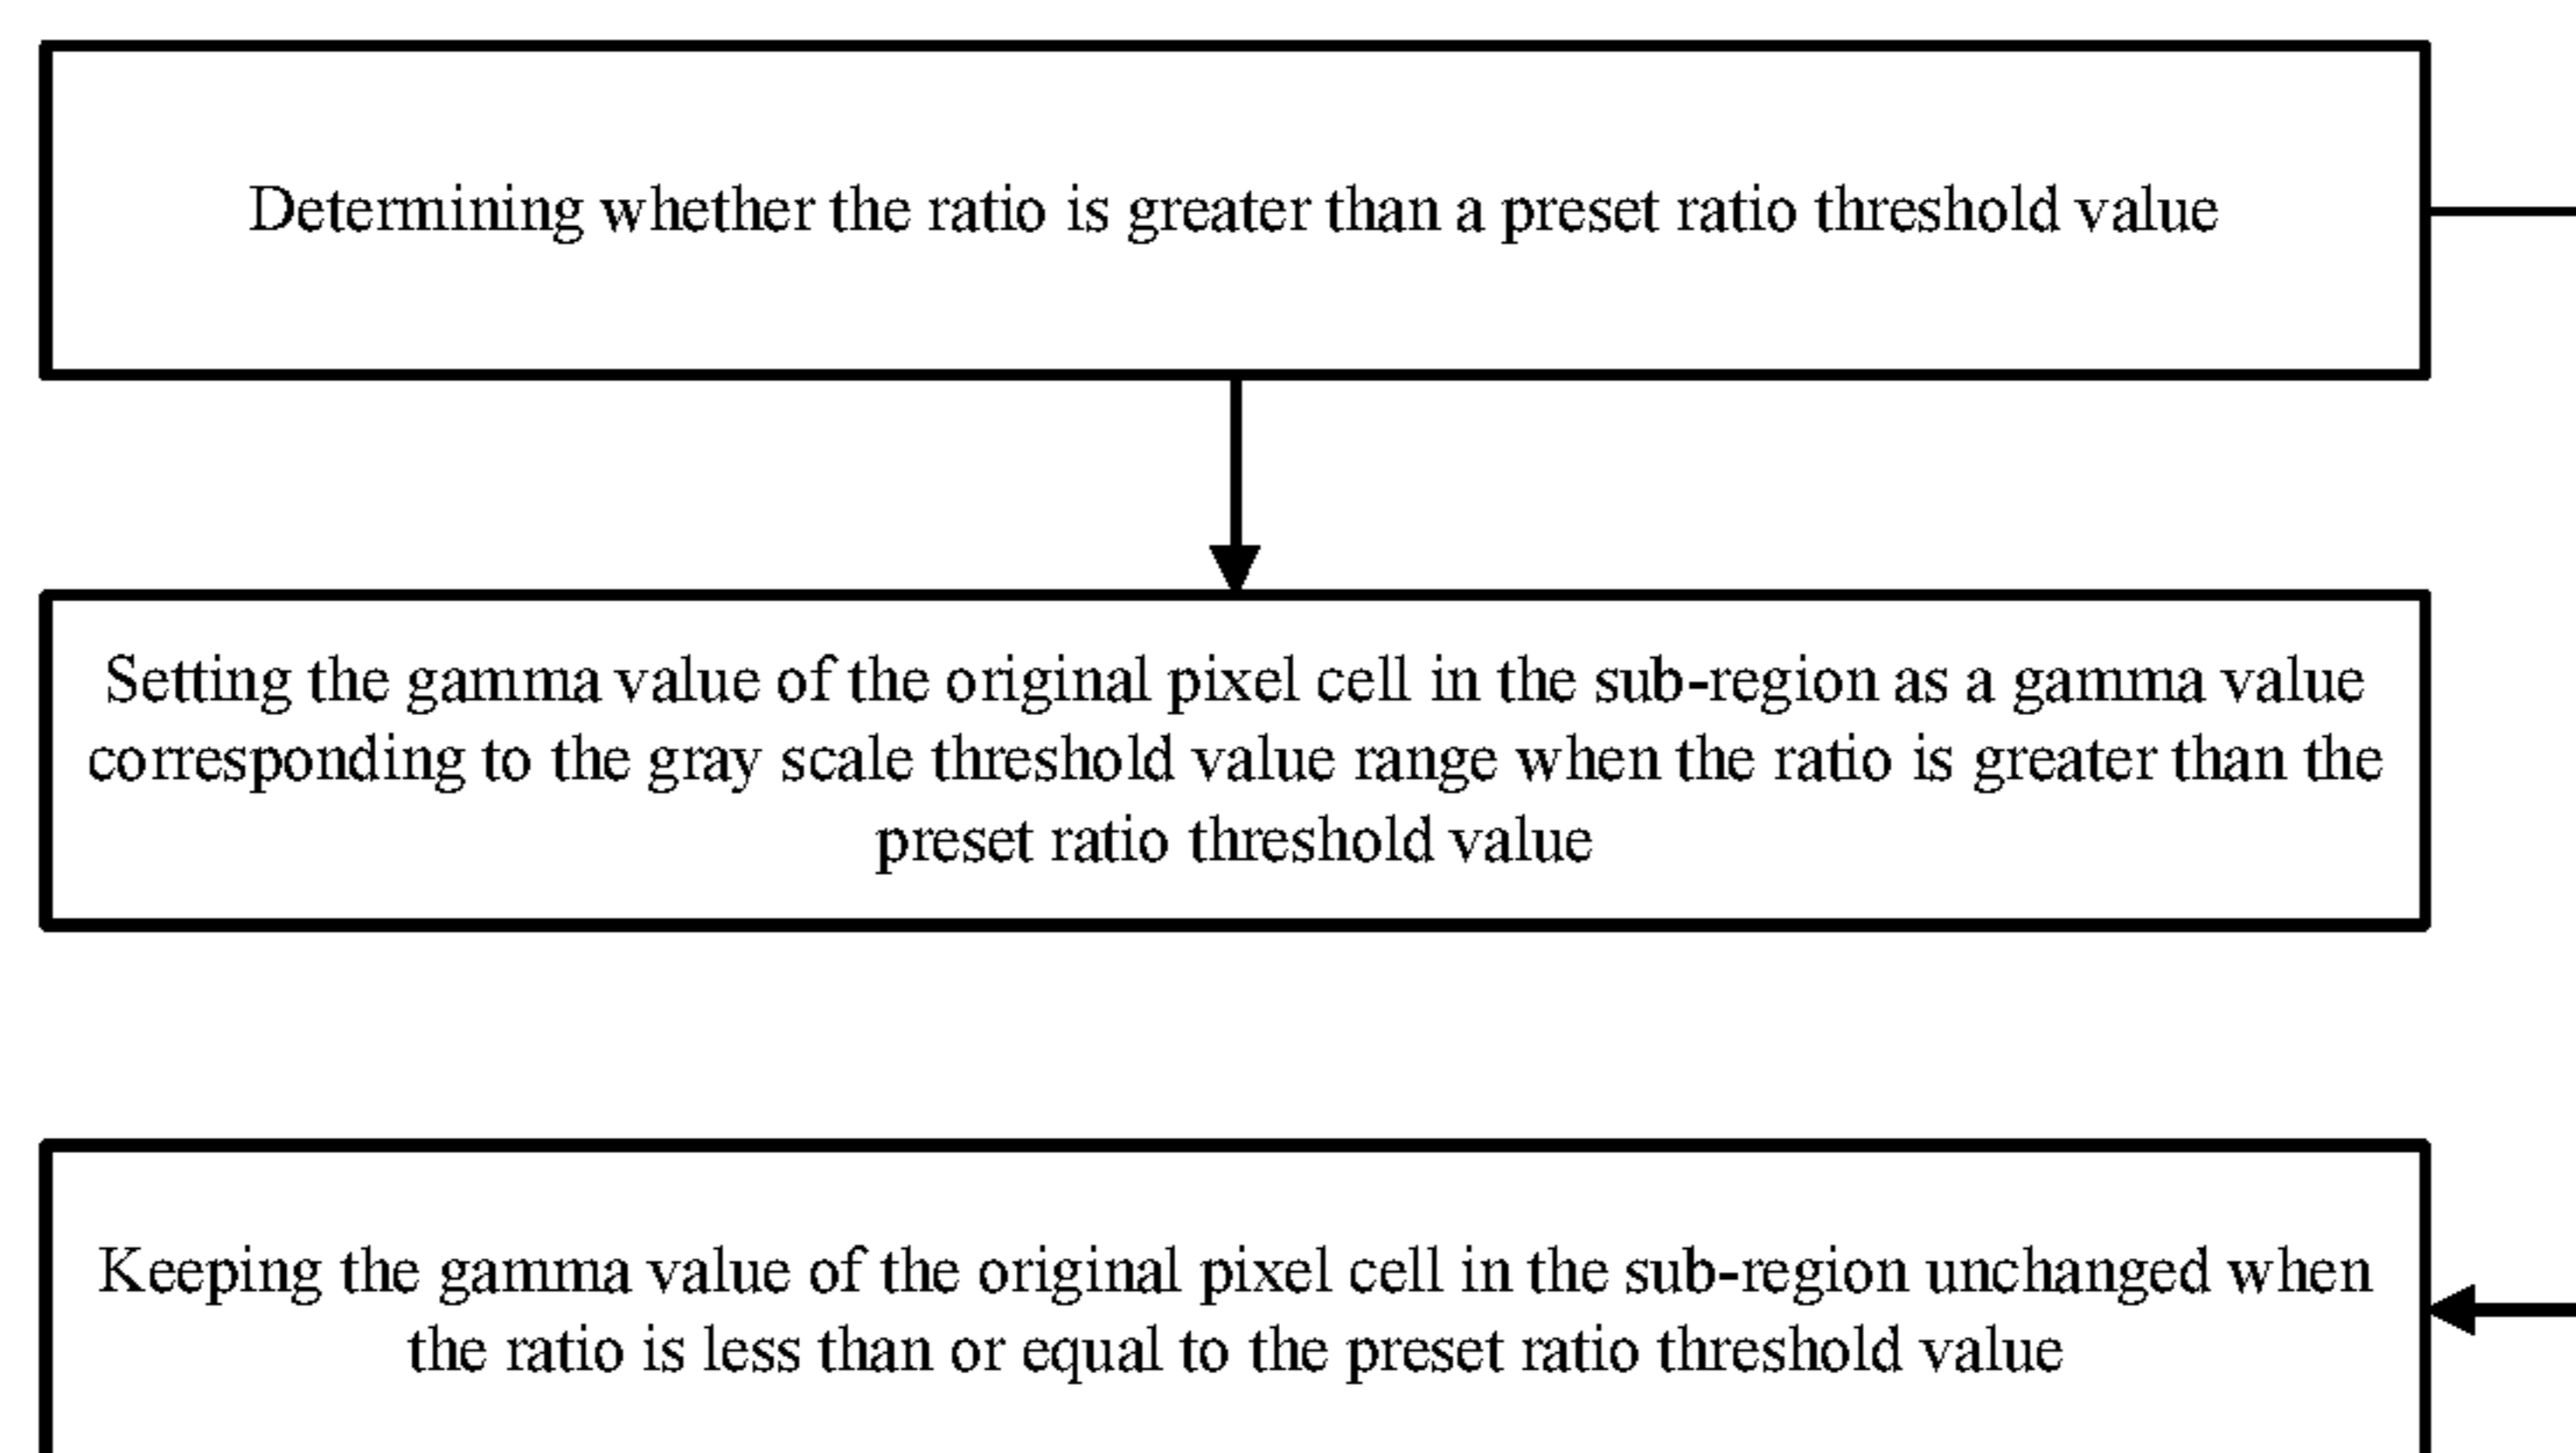 Determining whether the ratio is greater than a preset ratio threshold value
Setting the gamma value of the original pixel cell in the sub-region as a gamma value
corresponding to the gray scale threshold value range when the ratio is greater than the
preset ratio threshold value
Keeping the gamma value of the original pixel cell in the sub-region unchanged when
the ratio is less than or equal to the preset ratio threshold value